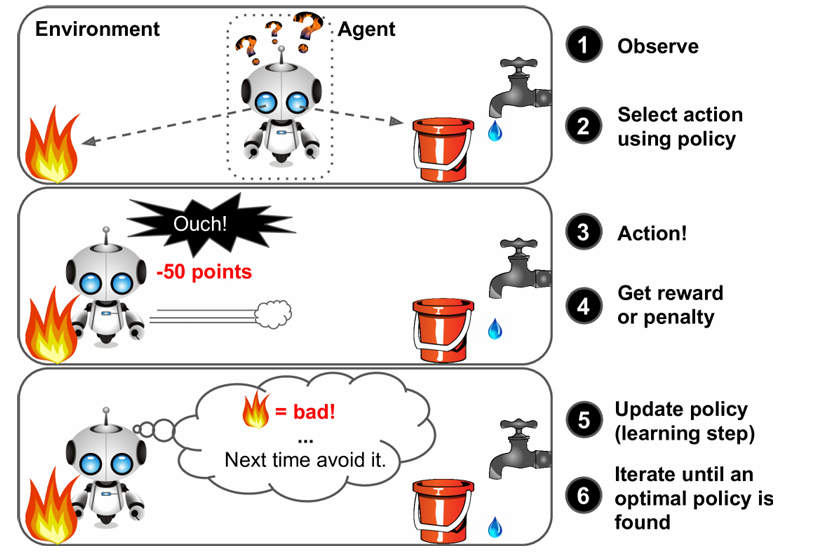 Environment
Agent
? ? ?
1 Observe
2 Select action
using policy
Ouch!
-50 points
3 Action!
4 Get reward
or penalty
= bad!
...
Next time avoid it.
5 Update policy
(learning step)
6 Iterate until an
optimal policy is
found